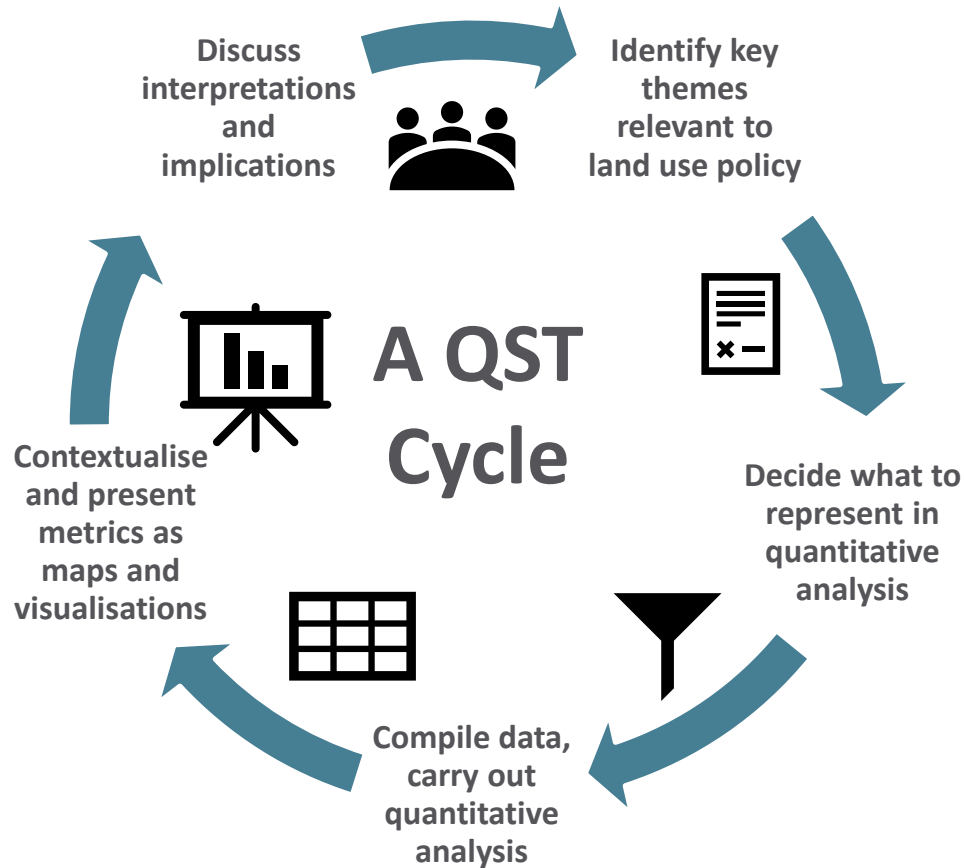 A QST
Cycle
Discuss
interpretations
and
implications
Identify key
themes
relevant to
land use policy
Decide what to
represent in
quantitative
analysis
Compile data,
carry out
quantitative
analysis
Contextualise
and present
metrics as
maps and
visualisations